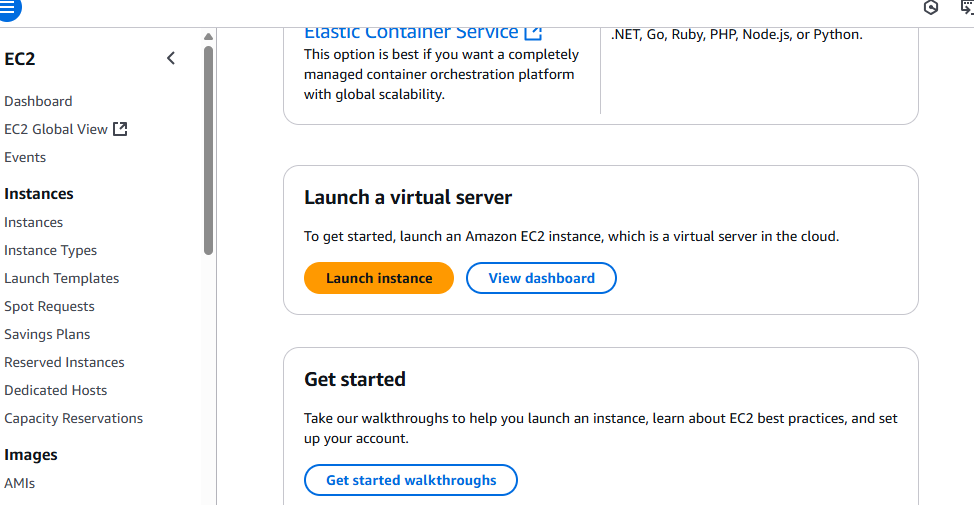 EC2
Dashboard
EC2 Global View
Events
Instances
Instances
Instance Types
Launch Templates
Spot Requests
Savings Plans
Reserved Instances
Dedicated Hosts
Capacity Reservations
Images
AMIs
Elastic Container Service
This option is best if you want a completely
managed container orchestration platform
with global scalability.
.NET, Go, Ruby, PHP, Node.js, or Python.
Launch a virtual server
To get started, launch an Amazon EC2 instance, which is a virtual server in the cloud.
Launch instance
View dashboard
Get started
Take our walkthroughs to help you launch an instance, learn about EC2 best practices, and set
up your account.
Get started walkthroughs